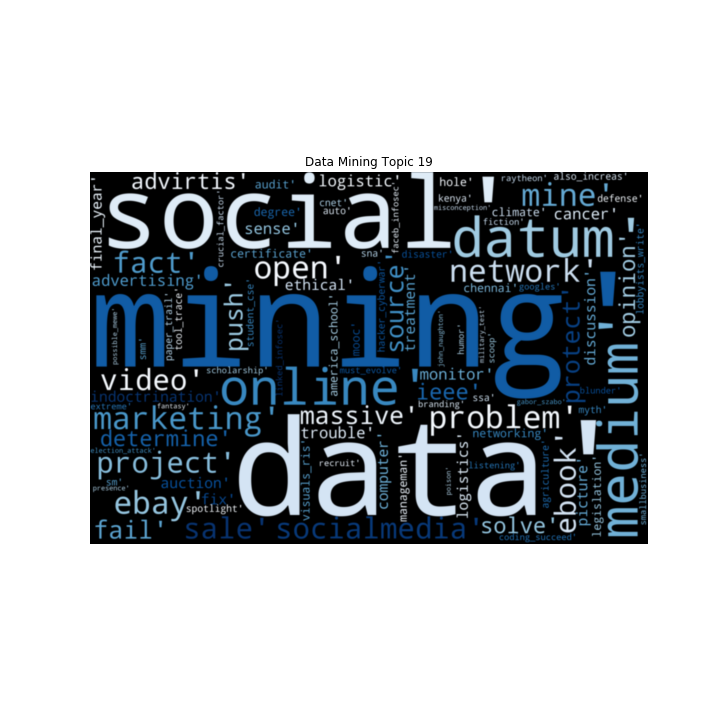 Data Mining Topic 19
final_year'
advirtis'
audit'
logistic'
hole'
raytheon'
also_increas'
social'
crucial_factor'
degree'
cnet'
auto'
faceb_infosec'
kenya'
misconception'
mine'
defense'
sense'
climate'
cancer'
fiction'
datum'
fact'
certificate'
sna'
disaster'
opinion'
lobbyists_write'
advertising'
open'
network'
ethical'
source'
treatment'
hacker_cyberwar'
chennai'
googles'
mining'
possible_meme'
smm'
paper_trail'
tool_trace'
push'
student_cse'
america_school'
mooc'
john_naughton'
humor'
military_test'
scoop'
protect'
discussion'
medium'
video'
scholarship'
must_evolve'
monitor'
online'
ieee'
ssa'
blunder'
indoctrination'
extreme'
fantasy'
branding'
gabor_szabo'
myth'
marketing'
massive'
problem'
determine'
trouble'
networking'
election_attack'
project'
visuals_ris'
recruit'
computer'
listening'
data'
sm'
presence'
auction'
manageman'
poison'
logistics'
agriculture'
ebook'
picture'
legislation'
smallbusiness'
ebay'
fix'
spotlight'
fail'
sale'
socialmedia'
solve'
coding_succeed'